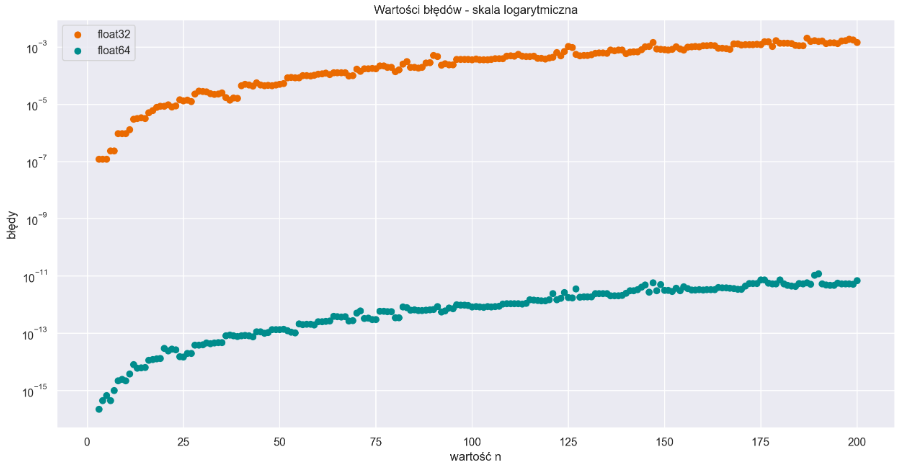 Wartości błędów - skala logarytmiczna
float32
float64
10⁻³
10⁻⁵
10⁻⁷
10⁻⁹
10⁻¹¹
10⁻¹³
10⁻¹⁵
błędy
0 25 50 75 100 125 150 175 200
wartość n